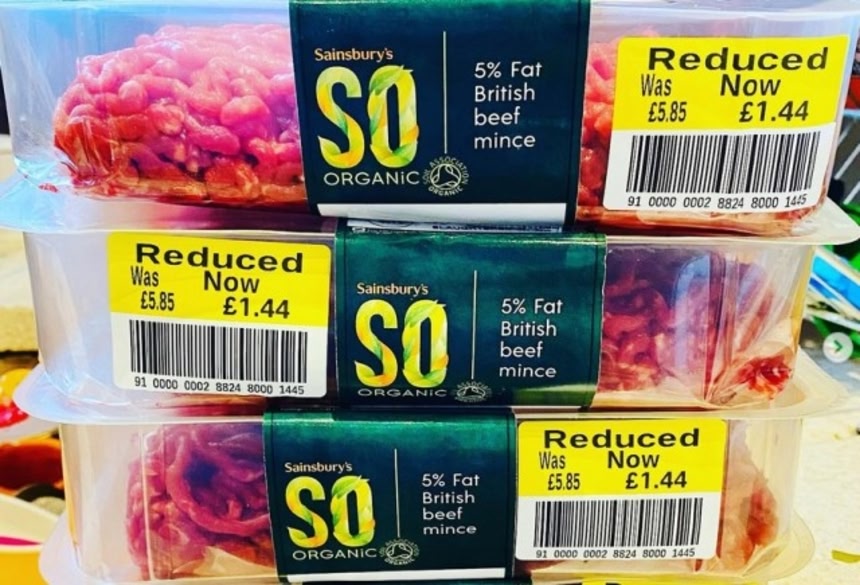 Sainsbury's
SO
ORGANIC
SOIL ASSOCIATION
ORGANIC
5% Fat
British
beef
mince
Reduced
Was Now
£5.85 £1.44
91 0000 0002 8824 8000 1445
Reduced
Was Now
£5.85 £1.44
91 0000 0002 8824 8000 1445
Sainsbury's
SO
ORGANIC
5% Fat
British
beef
mince
Sainsbury's
SO
ORGANIC
5% Fat
British
beef
mince
Reduced
Was Now
£5.85 £1.44
91 0000 0002 8824 8000 1445